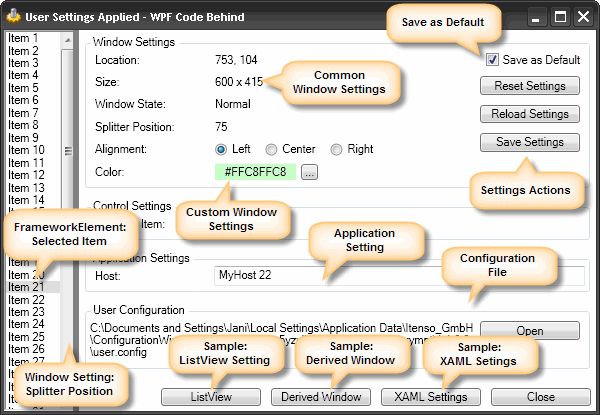 User Settings Applied - WPF Code Behind
Save as Default
Item 1
Item 2
Item 3
Item 4
Item 5
Item 6
Item 7
Item 8
Item 9
Item 10
Item 11
Item 12
Item 13
Item 14
Item 15
FrameworkElement:
Selected Item
Item 20
Item 21
Item 22
Item 23
Item 24
Item 25
Item 26
Item 27
Window Setting:
Splitter Position
Window Settings
Location: 753, 104
Size: 600 x 415
Window State: Normal
Splitter Position: 75
Alignment: Left Center Right
Color: #FFC8FFC8 ...
Common
Window Settings
Save as Default
Reset Settings
Reload Settings
Save Settings
Settings Actions
Custom Window
Settings
Control Settings
Item:
Application
Setting
Application Settings
Host: MyHost 22
Configuration
File
User Configuration
C:\Documents and Settings\Jani\Local Settings\Application Data\Itenso_GmbH
\user.config
Open
Sample:
ListView Setting
Sample:
Derived Window
Sample:
XAML Setings
ListView
Derived Window
XAML Settings
Close